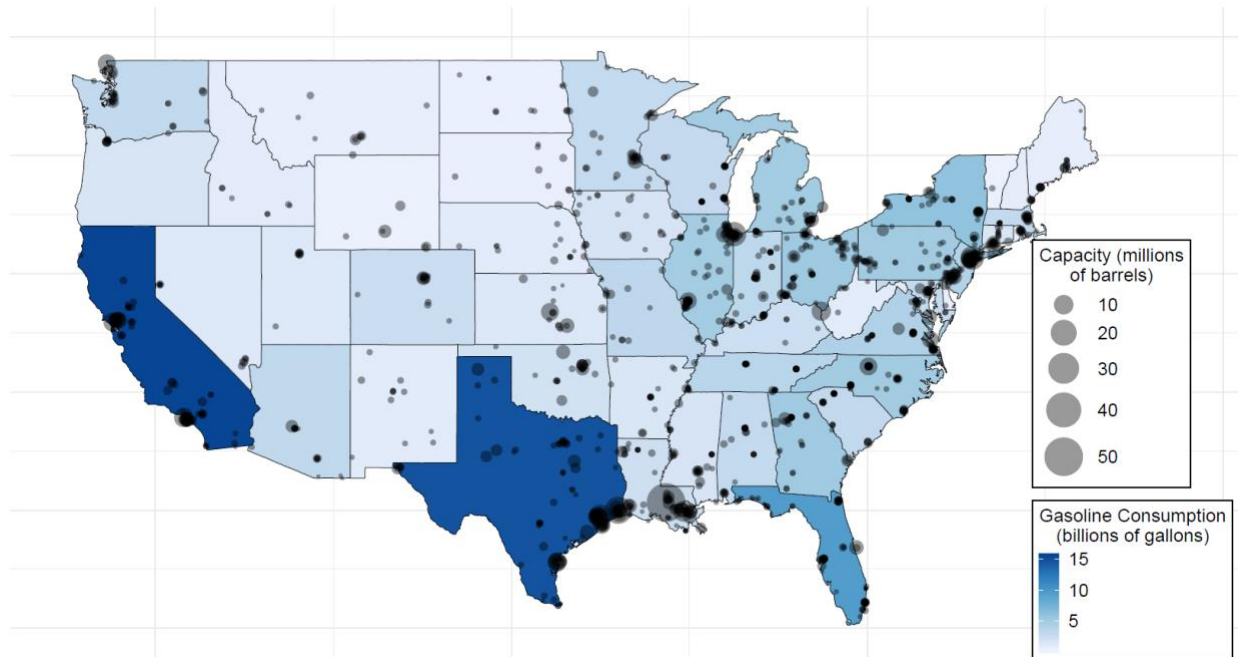 Capacity (millions
of barrels)
10
20
30
40
50
Gasoline Consumption
(billions of gallons)
15
10
5